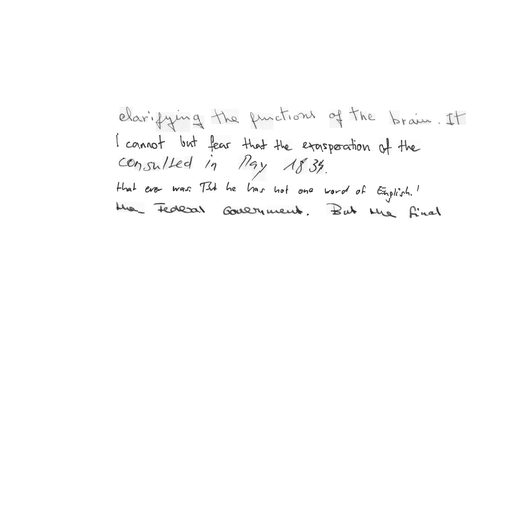 clarifying the functions of the brain. It
I cannot but fear that the exasperation of the
consulted in May 1834.
that ever was. But he has not one word of English!
the Federal Government. But the final